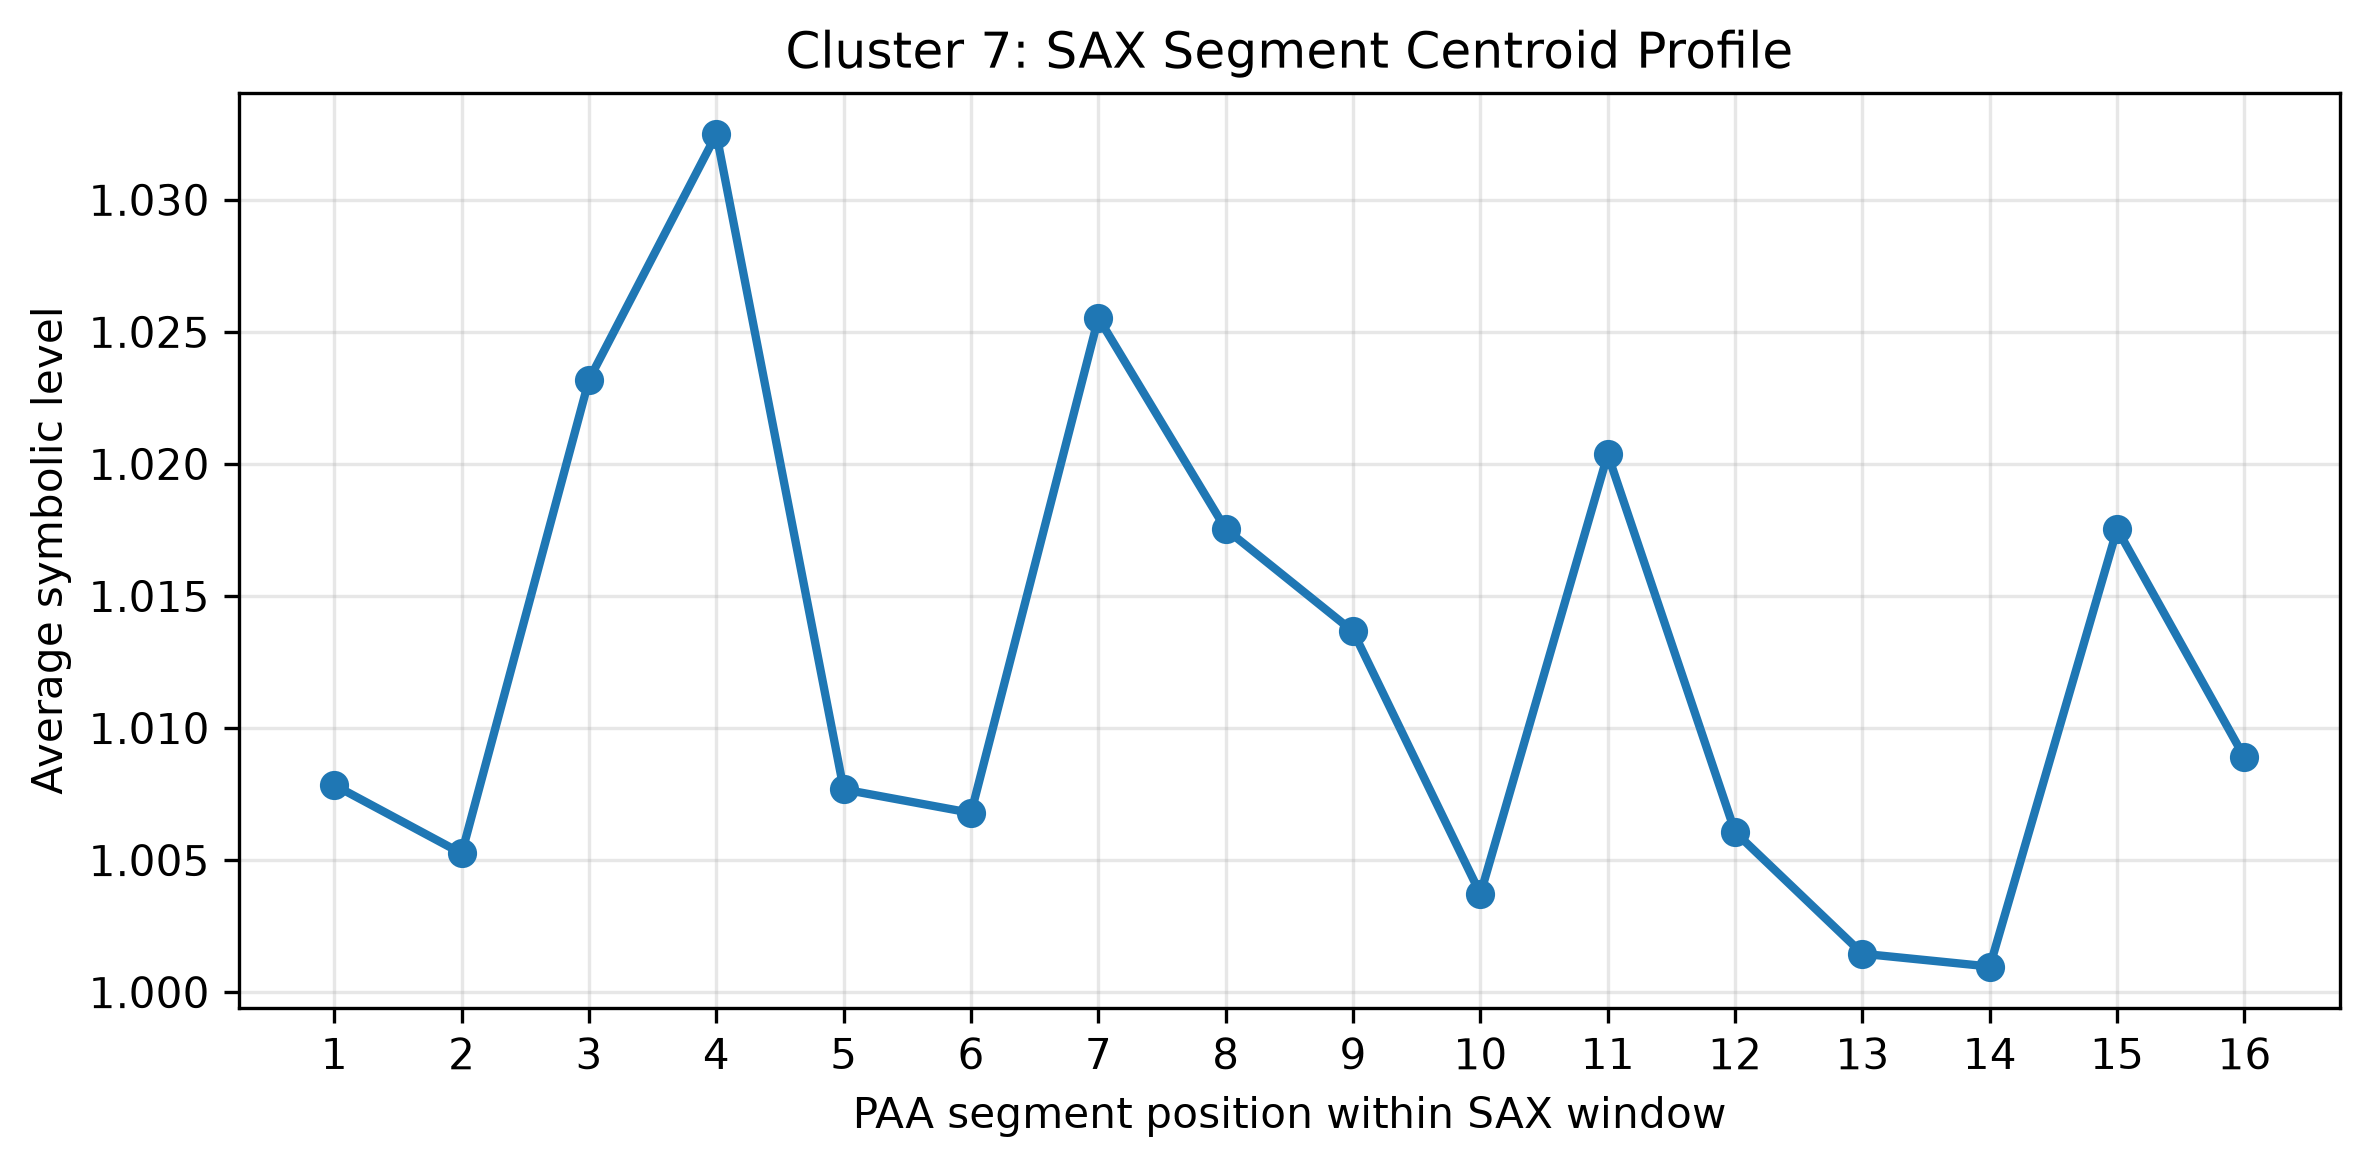 Cluster 7: SAX Segment Centroid Profile
Average symbolic level
1.030
1.025
1.020
1.015
1.010
1.005
1.000
1 2 3 4 5 6 7 8 9 10 11 12 13 14 15 16
PAA segment position within SAX window